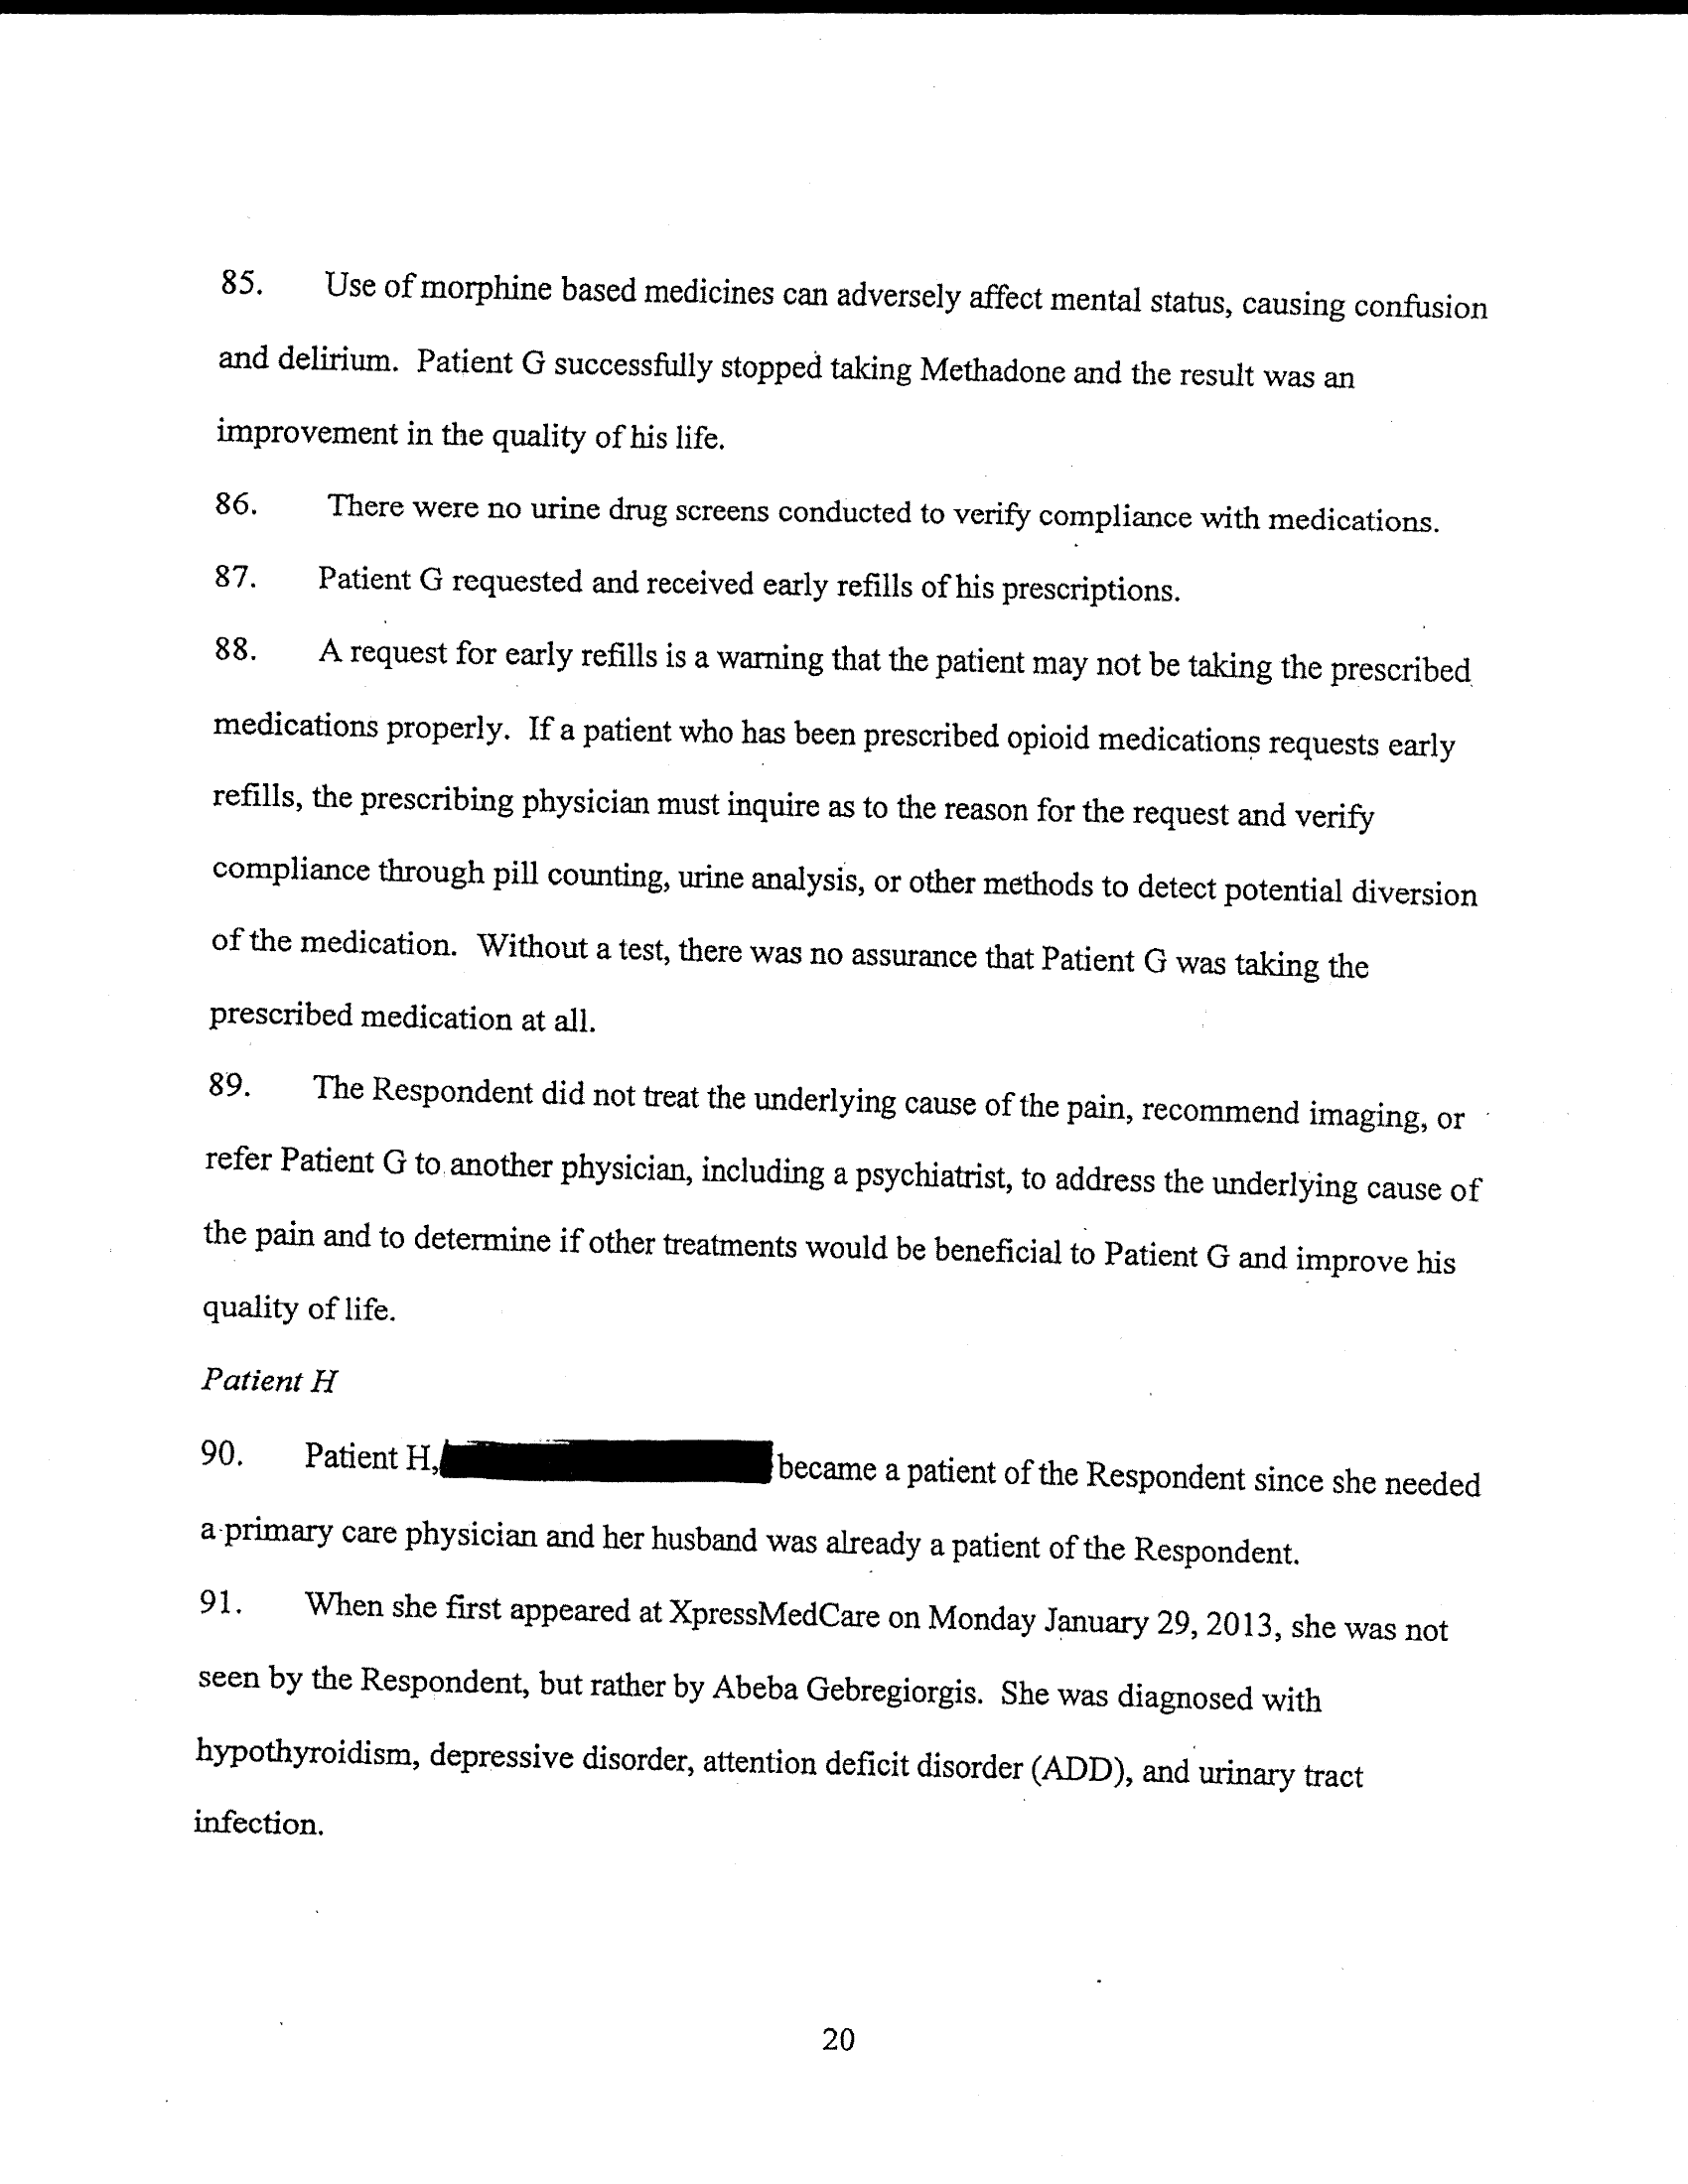 85. Use of morphine based medicines can adversely affect mental status, causing confusion
and delirium. Patient G successfully stopped taking Methadone and the result was an
improvement in the quality of his life.
86. There were no urine drug screens conducted to verify compliance with medications.
87. Patient G requested and received early refills of his prescriptions.
88. A request for early refills is a warning that the patient may not be taking the prescribed
medications properly. If a patient who has been prescribed opioid medications requests early
refills, the prescribing physician must inquire as to the reason for the request and verify
compliance through pill counting, urine analysis, or other methods to detect potential diversion
of the medication. Without a test, there was no assurance that Patient G was taking the
prescribed medication at all.
89. The Respondent did not treat the underlying cause of the pain, recommend imaging, or
refer Patient G to another physician, including a psychiatrist, to address the underlying cause of
the pain and to determine if other treatments would be beneficial to Patient G and improve his
quality of life.
Patient H
90. Patient H, became a patient of the Respondent since she needed
a primary care physician and her husband was already a patient of the Respondent.
91. When she first appeared at XpressMedCare on Monday January 29, 2013, she was not
seen by the Respondent, but rather by Abeba Gebregiorgis. She was diagnosed with
hypothyroidism, depressive disorder, attention deficit disorder (ADD), and urinary tract
infection.
20